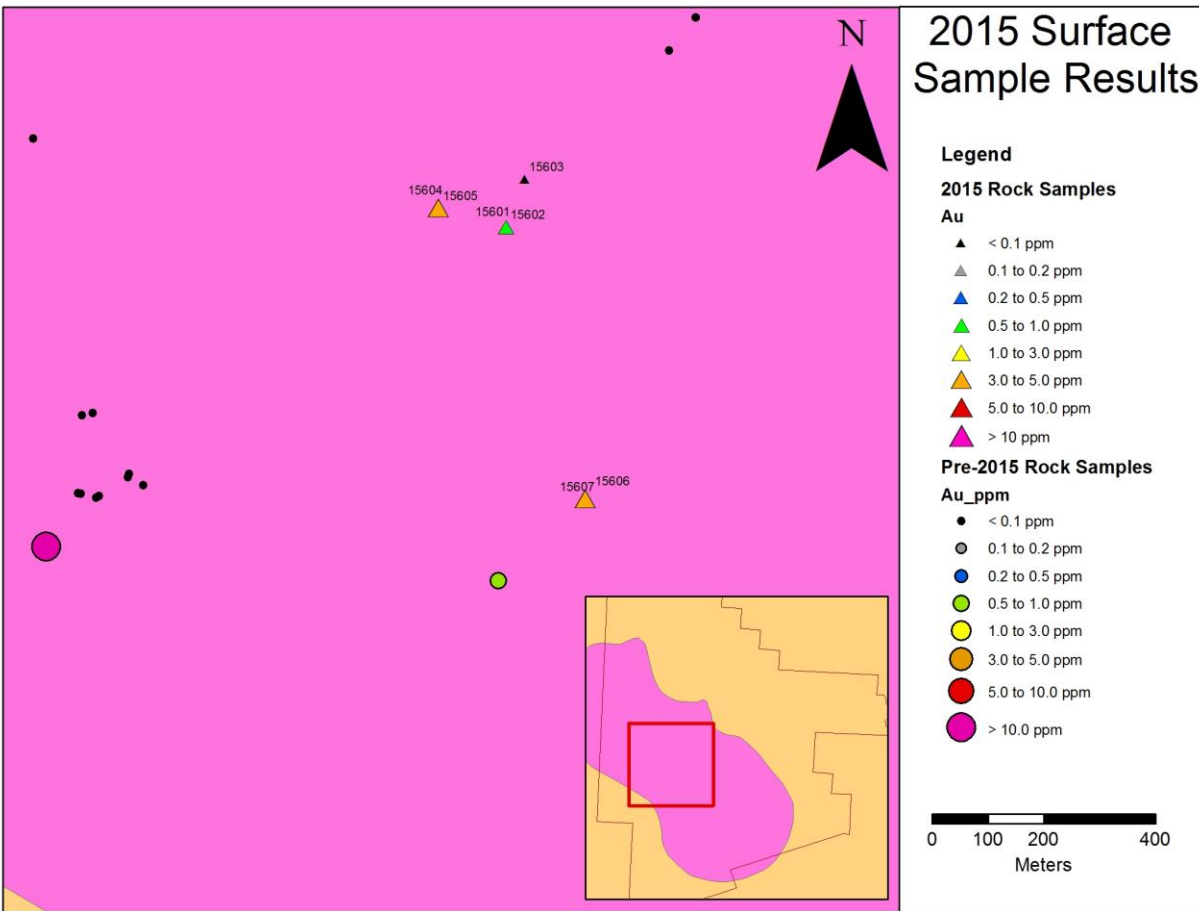 N
15603
15604 15605
15601 15602
15607 15606
2015 Surface
Sample Results
Legend
2015 Rock Samples
Au
< 0.1 ppm
0.1 to 0.2 ppm
0.2 to 0.5 ppm
0.5 to 1.0 ppm
1.0 to 3.0 ppm
3.0 to 5.0 ppm
5.0 to 10.0 ppm
> 10 ppm
Pre-2015 Rock Samples
Au_ppm
< 0.1 ppm
0.1 to 0.2 ppm
0.2 to 0.5 ppm
0.5 to 1.0 ppm
1.0 to 3.0 ppm
3.0 to 5.0 ppm
5.0 to 10.0 ppm
> 10.0 ppm
0 100 200 400
Meters